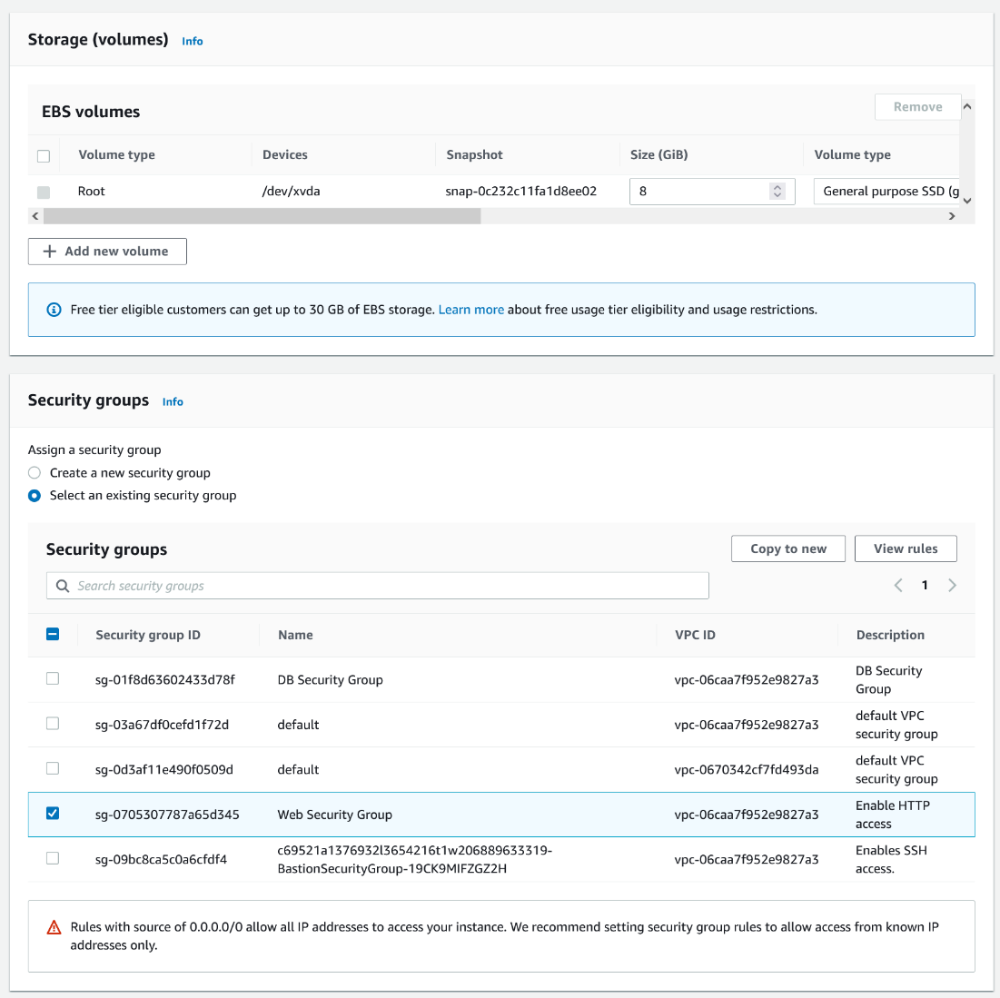 Storage (volumes) Info
EBS volumes
Remove
Volume type Devices Snapshot Size (GiB) Volume type
Root /dev/xvda snap-0c232c11fa1d8ee02 8 General purpose SSD (g
Add new volume
Free tier eligible customers can get up to 30 GB of EBS storage. Learn more about free usage tier eligibility and usage restrictions.
Security groups Info
Assign a security group
Create a new security group
Select an existing security group
Security groups
Copy to new View rules
Search security groups
1
Security group ID Name VPC ID Description
sg-01f8d63602433d78f DB Security Group vpc-06caa7f952e9827a3 DB Security
Group
sg-03a67df0cefd1f72d default vpc-06caa7f952e9827a3 default VPC
security group
sg-0d3af11e490f0509d default vpc-0670342cf7fd493da default VPC
security group
sg-0705307787a65d345 Web Security Group vpc-06caa7f952e9827a3 Enable HTTP
access
sg-09bc8ca5c0a6cfdf4 c69521a1376932l3654216t1w206889633319-
BastionSecurityGroup-19CK9MIFZGZ2H vpc-06caa7f952e9827a3 Enables SSH
access.
Rules with source of 0.0.0.0/0 allow all IP addresses to access your instance. We recommend setting security group rules to allow access from known IP
addresses only.